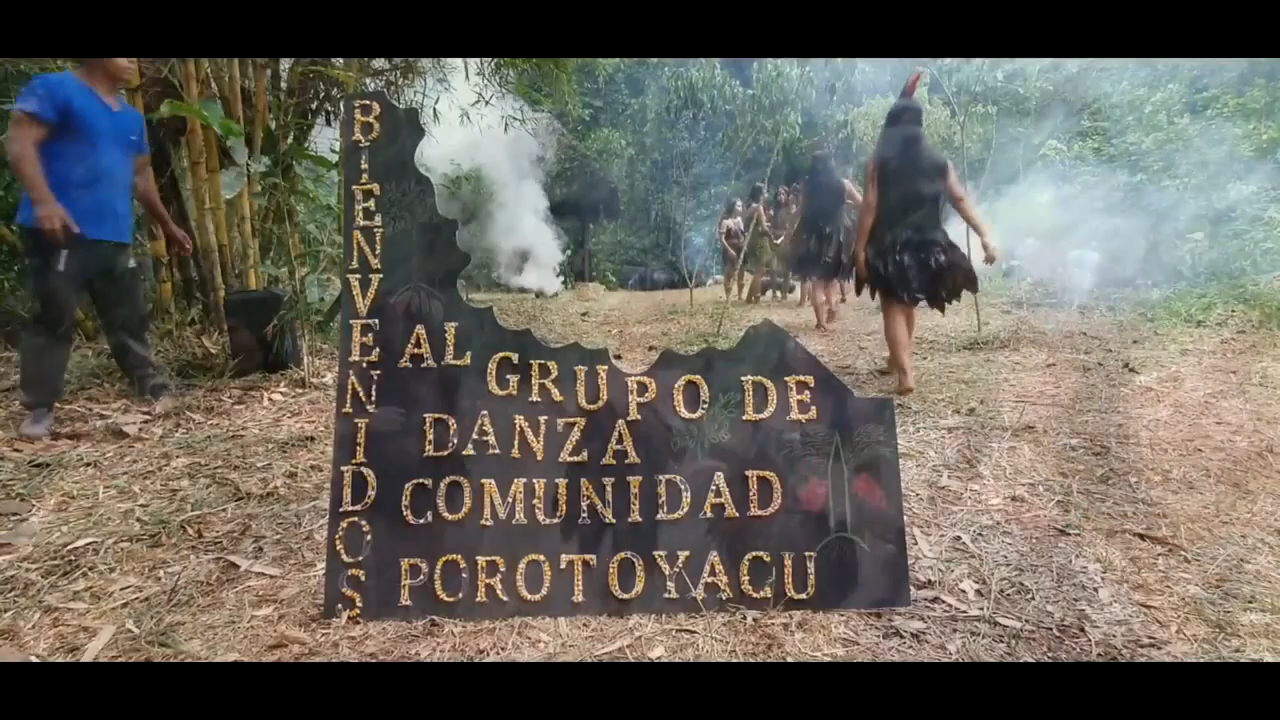 BIENVENIDOS
AL GRUPO DE
DANZA
COMUNIDAD
POROTOYACU